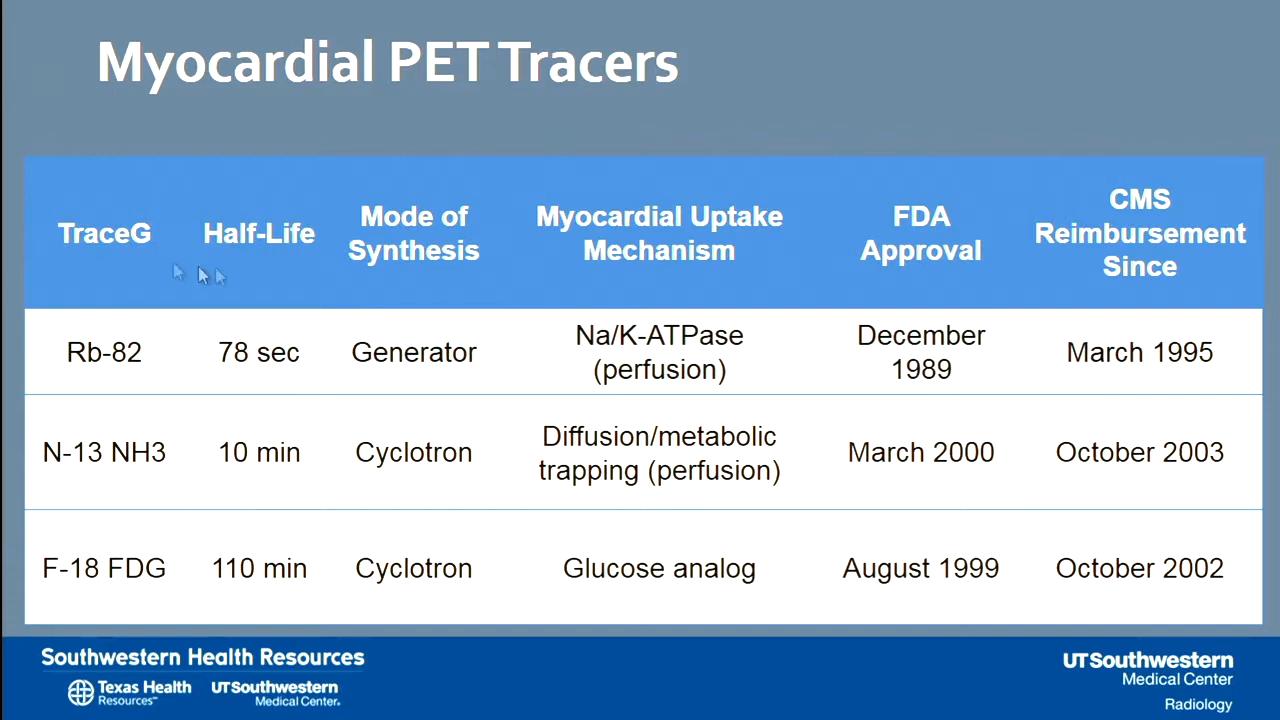 Myocardial PET Tracers
TraceG
Half-Life
Mode of
Synthesis
Myocardial Uptake
Mechanism
FDA
Approval
CMS
Reimbursement
Since
Rb-82
78 sec
Generator
Na/K-ATPase
(perfusion)
December
1989
March 1995
N-13 NH3
10 min
Cyclotron
Diffusion/metabolic
trapping (perfusion)
March 2000
October 2003
F-18 FDG
110 min
Cyclotron
Glucose analog
August 1999
October 2002
Southwestern Health Resources
Texas Health
Resources℠
UTSouthwestern
Medical Center.
UTSouthwestern
Medical Center
Radiology